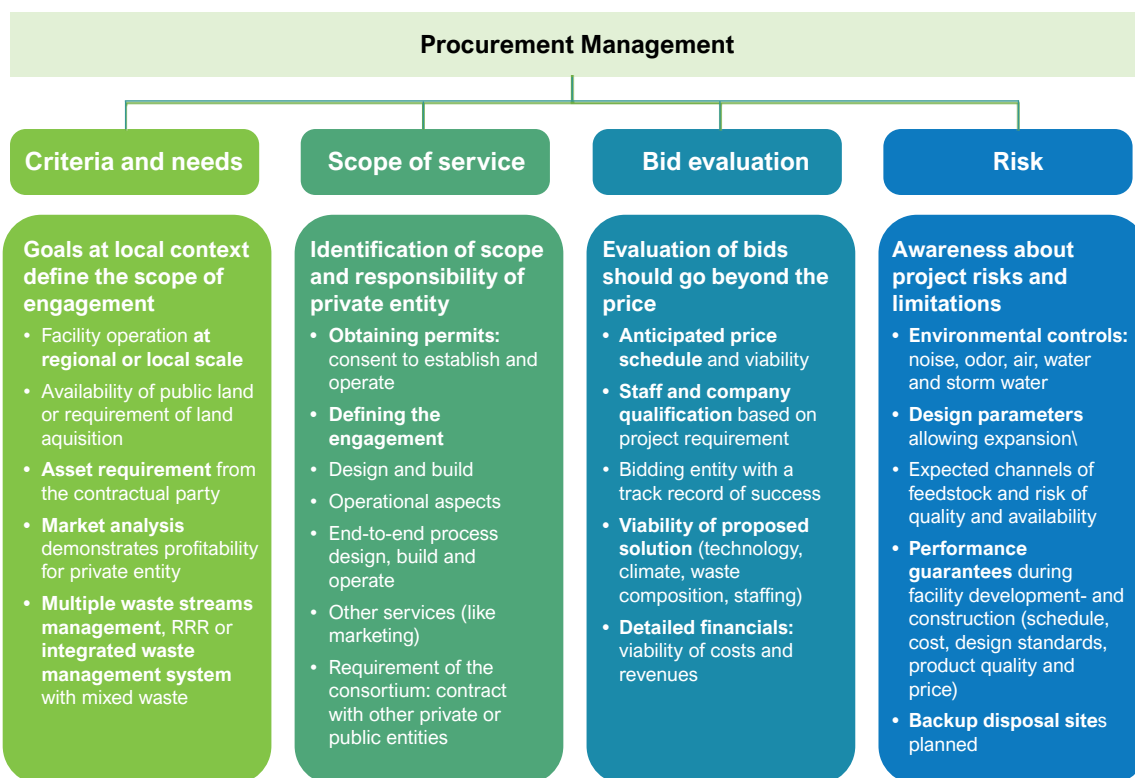 Procurement Management
Criteria and needs
Goals at local context
define the scope of
engagement
• Facility operation at
regional or local scale
• Availability of public land
or requirement of land
aquisition
• Asset requirement from
the contractual party
• Market analysis
demonstrates profitability
for private entity
• Multiple waste streams
management, RRR or
integrated waste
management system
with mixed waste
Scope of service
Identification of scope
and responsibility of
private entity
• Obtaining permits:
consent to establish and
operate
• Defining the
engagement
• Design and build
• Operational aspects
• End-to-end process
design, build and
operate
• Other services (like
marketing)
• Requirement of the
consortium: contract
with other private or
public entities
Bid evaluation
Evaluation of bids
should go beyond the
price
• Anticipated price
schedule and viability
• Staff and company
qualification based on
project requirement
• Bidding entity with a
track record of success
• Viability of proposed
solution (technology,
climate, waste
composition, staffing)
• Detailed financials:
viability of costs and
revenues
Risk
Awareness about
project risks and
limitations
• Environmental controls:
noise, odor, air, water
and storm water
• Design parameters
allowing expansion\
• Expected channels of
feedstock and risk of
quality and availability
• Performance
guarantees during
facility development- and
construction (schedule,
cost, design standards,
product quality and
price)
• Backup disposal sites
planned